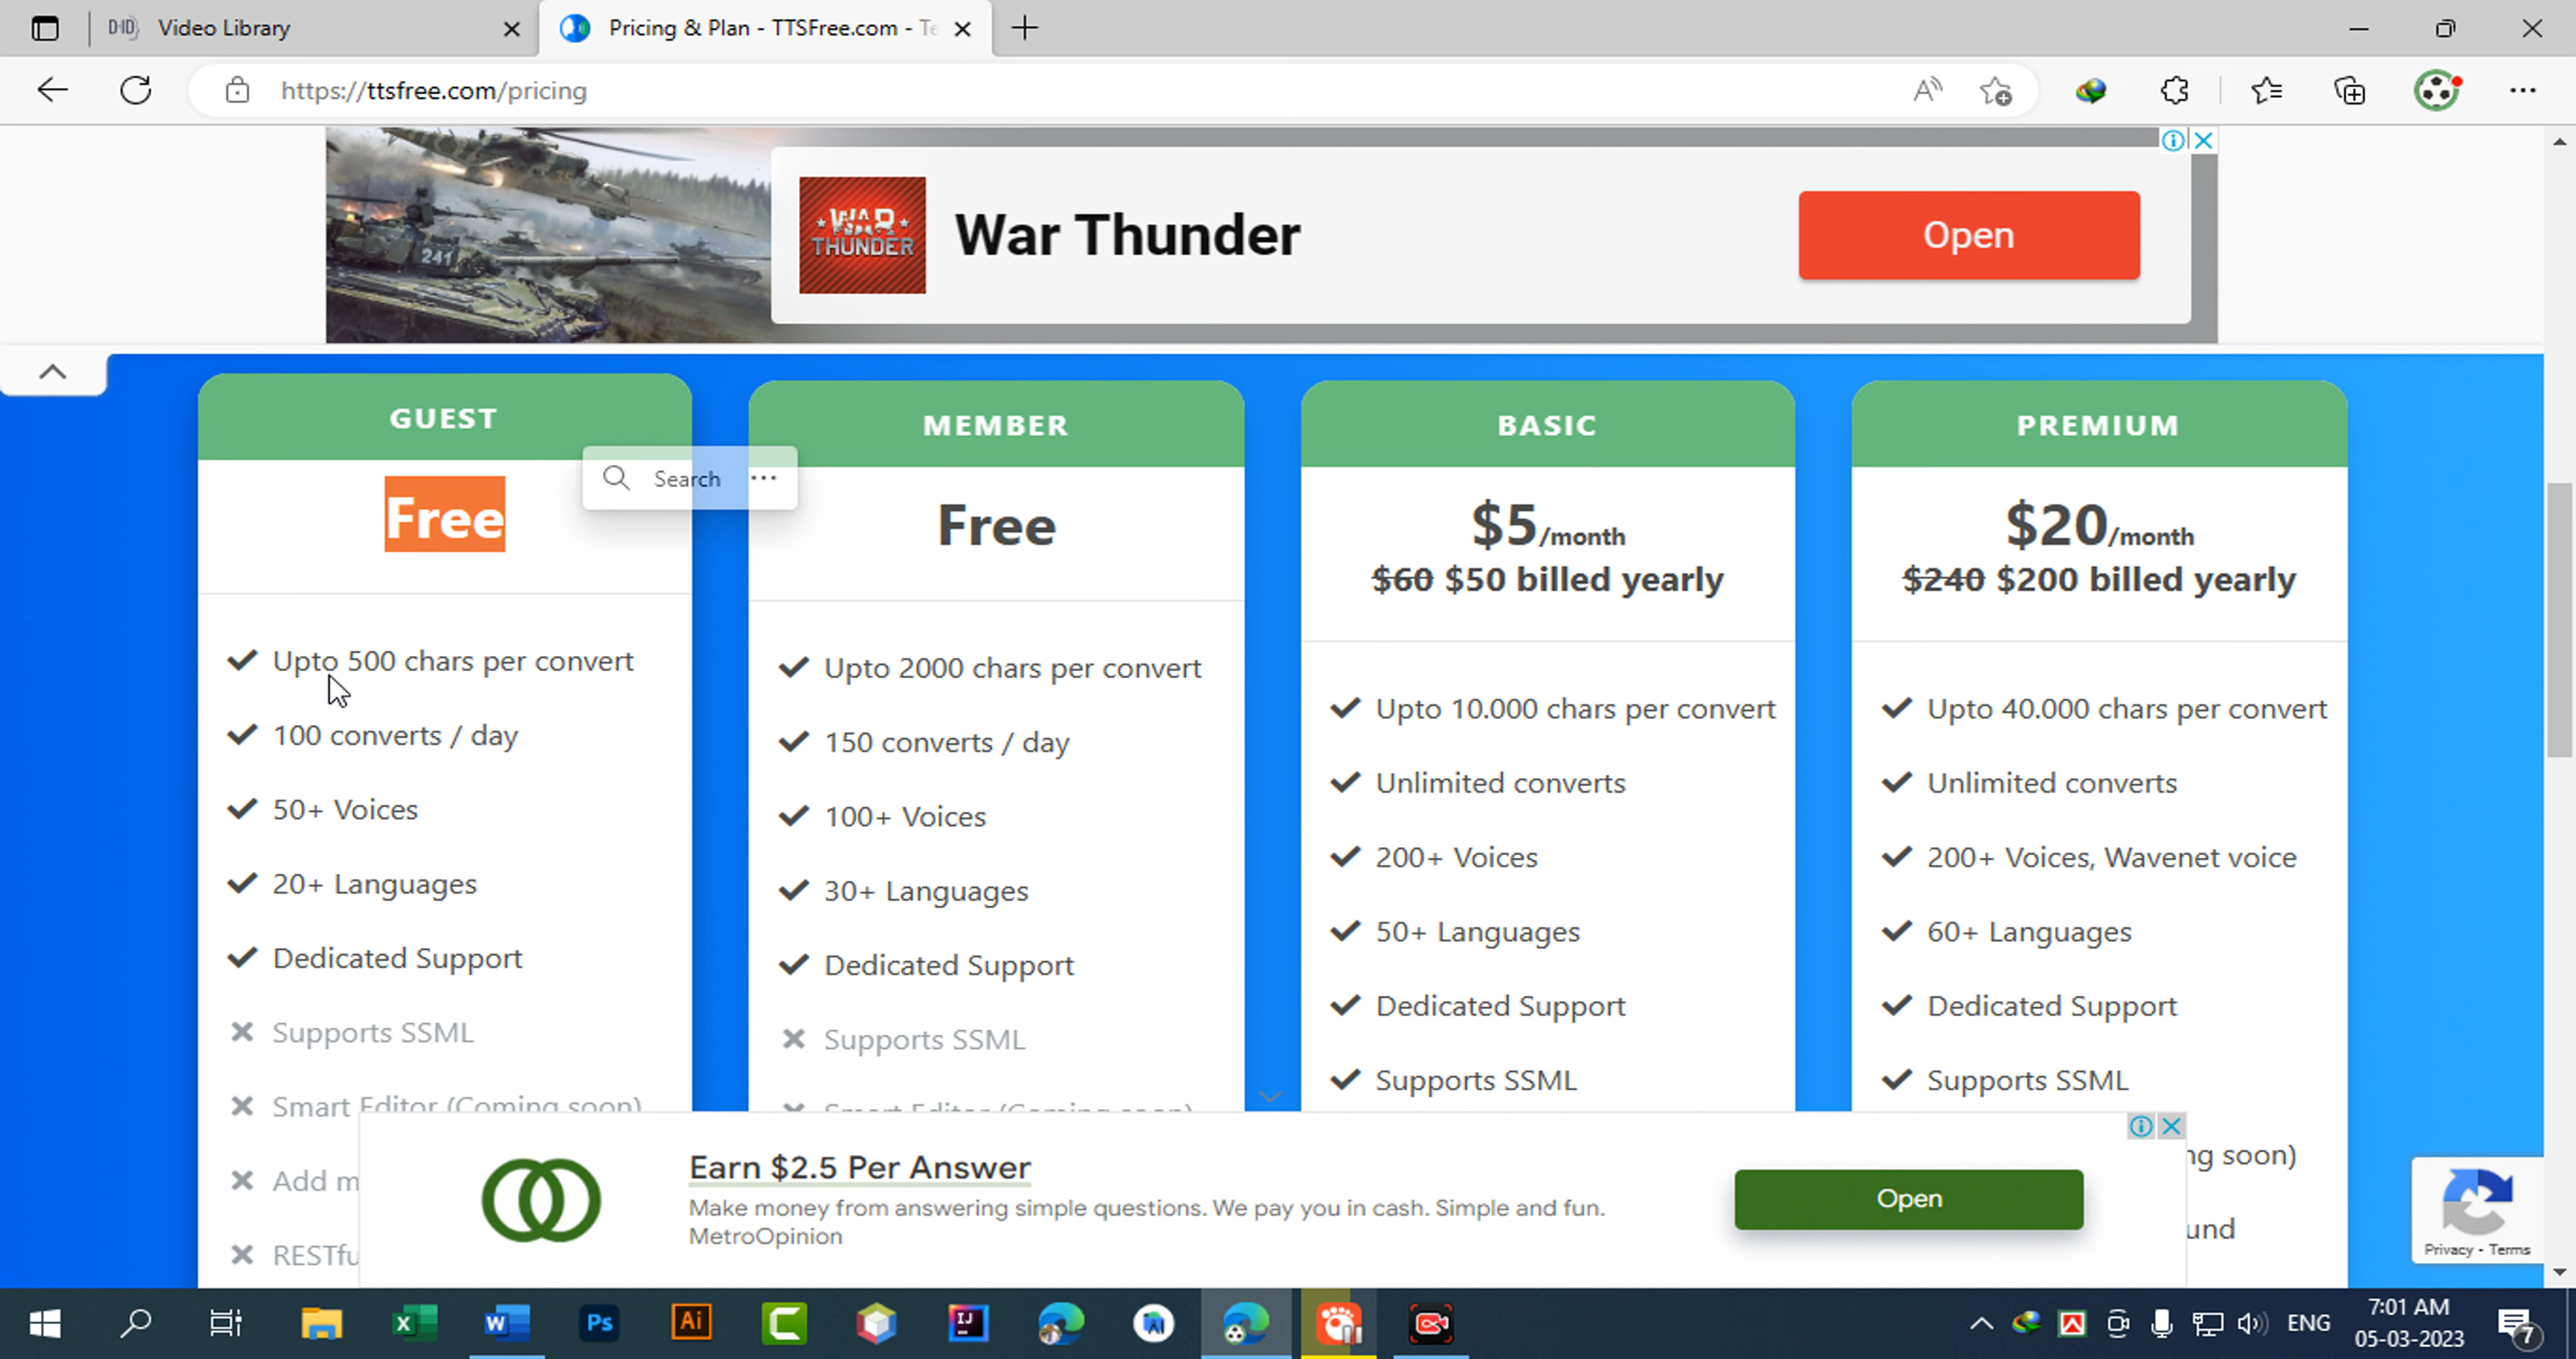 Video Library
Pricing & Plan - TTSFree.com - Te
https://ttsfree.com/pricing
241
WAR THUNDER
War Thunder
Open
GUEST
Free
Search
Upto 500 chars per convert
100 converts / day
50+ Voices
20+ Languages
Dedicated Support
Supports SSML
Smart Editor (Coming soon)
Add m
RESTfu
MEMBER
Free
Upto 2000 chars per convert
150 converts / day
100+ Voices
30+ Languages
Dedicated Support
Supports SSML
Smart Editor (Coming soon)
BASIC
$5/month
$60 $50 billed yearly
Upto 10.000 chars per convert
Unlimited converts
200+ Voices
50+ Languages
Dedicated Support
Supports SSML
PREMIUM
$20/month
$240 $200 billed yearly
Upto 40.000 chars per convert
Unlimited converts
200+ Voices, Wavenet voice
60+ Languages
Dedicated Support
Supports SSML
ng soon)
und
Earn $2.5 Per Answer
Make money from answering simple questions. We pay you in cash. Simple and fun.
MetroOpinion
Open
Privacy - Terms
ENG
7:01 AM
05-03-2023
7